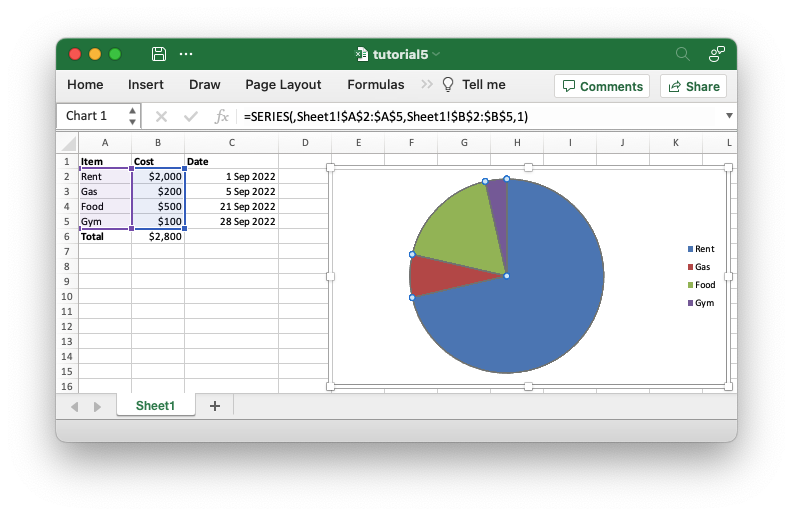 tutorial5
Home Insert Draw Page Layout Formulas Tell me Comments Share
Chart 1 fx =SERIES(,Sheet1!$A$2:$A$5,Sheet1!$B$2:$B$5,1)
A B C D E F G H I J K L
1 Item Cost Date
2 Rent $2,000 1 Sep 2022
3 Gas $200 5 Sep 2022
4 Food $500 21 Sep 2022
5 Gym $100 28 Sep 2022
6 Total $2,800
7
8
9
10
11
12
13
14
15
16
Rent
Gas
Food
Gym
Sheet1